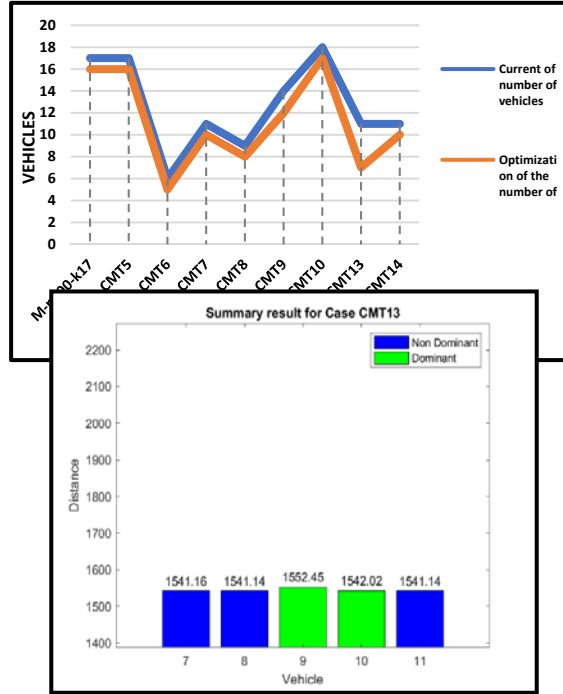 20
18
16
14
12
10
8
6
4
2
0
VEHICLES
CMT5
CMT6
CMT7
CMT8
CMT9
CMT10
CMT13
CMT14
Current of
number of
vehicles
Optimizati
on of the
number of
Summary result for Case CMT13
Non Dominant
Dominant
2200
2100
2000
1900
1800
1700
1600
1500
1400
Distance
1541.16 1541.14 1552.45 1542.02 1541.14
7 8 9 10 11
Vehicle